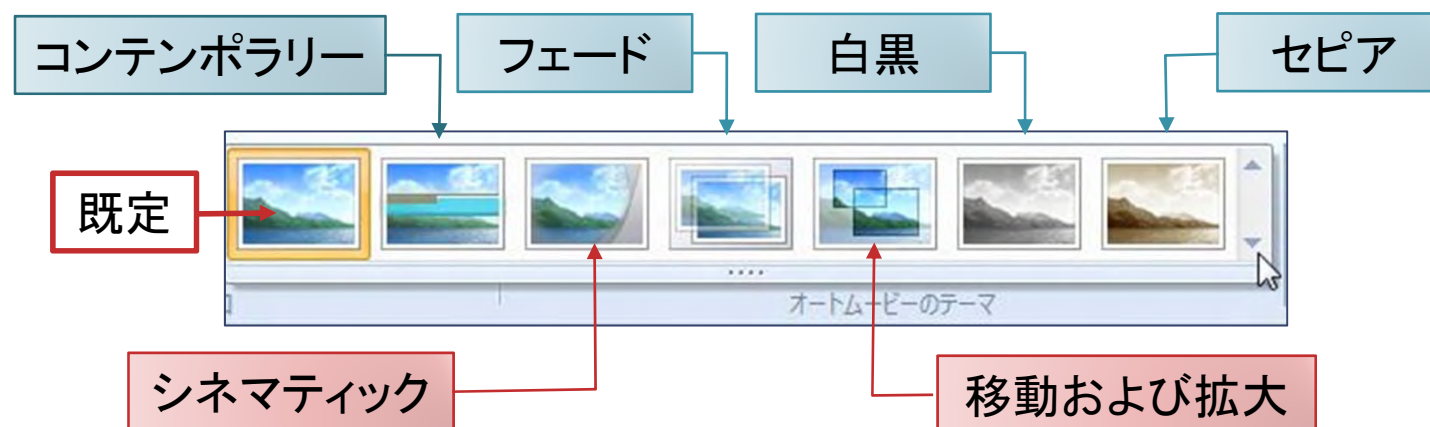 コンテンポラリー
フェード
白黒
セピア
既定
オートムービーのテーマ
シネマティック
移動および拡大